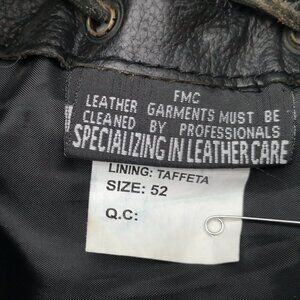 FMC
LEATHER GARMENTS MUST BE
CLEANED BY PROFESSIONALS
SPECIALIZING IN LEATHER CARE
LINING: TAFFETA
SIZE: 52
Q.C: